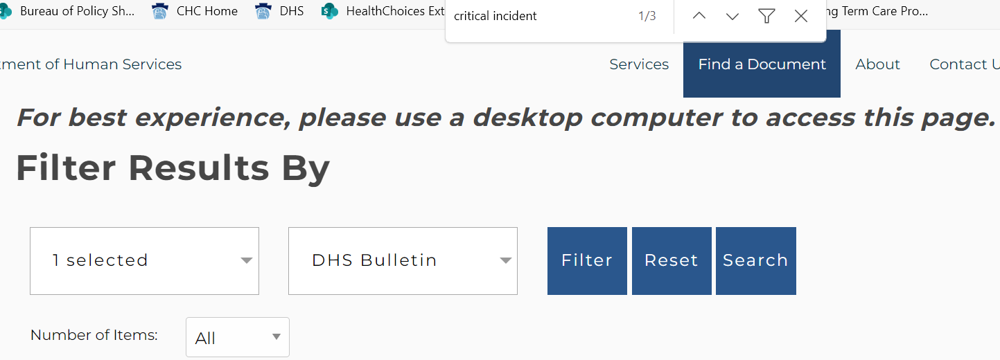 Bureau of Policy Sh... CHC Home DHS HealthChoices Ext ng Term Care Pro...
critical incident 1/3
tment of Human Services Services Find a Document About Contact U
For best experience, please use a desktop computer to access this page.
Filter Results By
1 selected DHS Bulletin Filter Reset Search
Number of Items: All